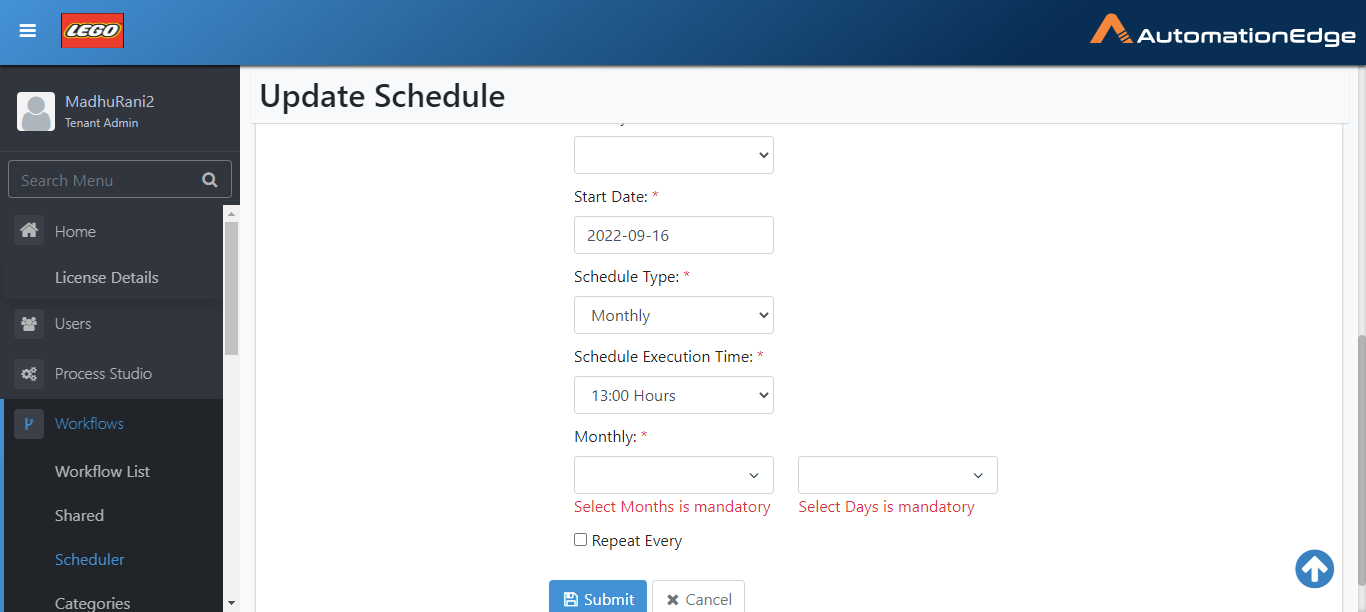 LEGO
AutomationEdge
MadhuRani2
Tenant Admin
Search Menu
Home
License Details
Users
Process Studio
Workflows
Workflow List
Shared
Scheduler
Categories
Update Schedule
Start Date: *
2022-09-16
Schedule Type: *
Monthly
Schedule Execution Time: *
13:00 Hours
Monthly: *
Select Months is mandatory
Select Days is mandatory
Repeat Every
Submit
Cancel